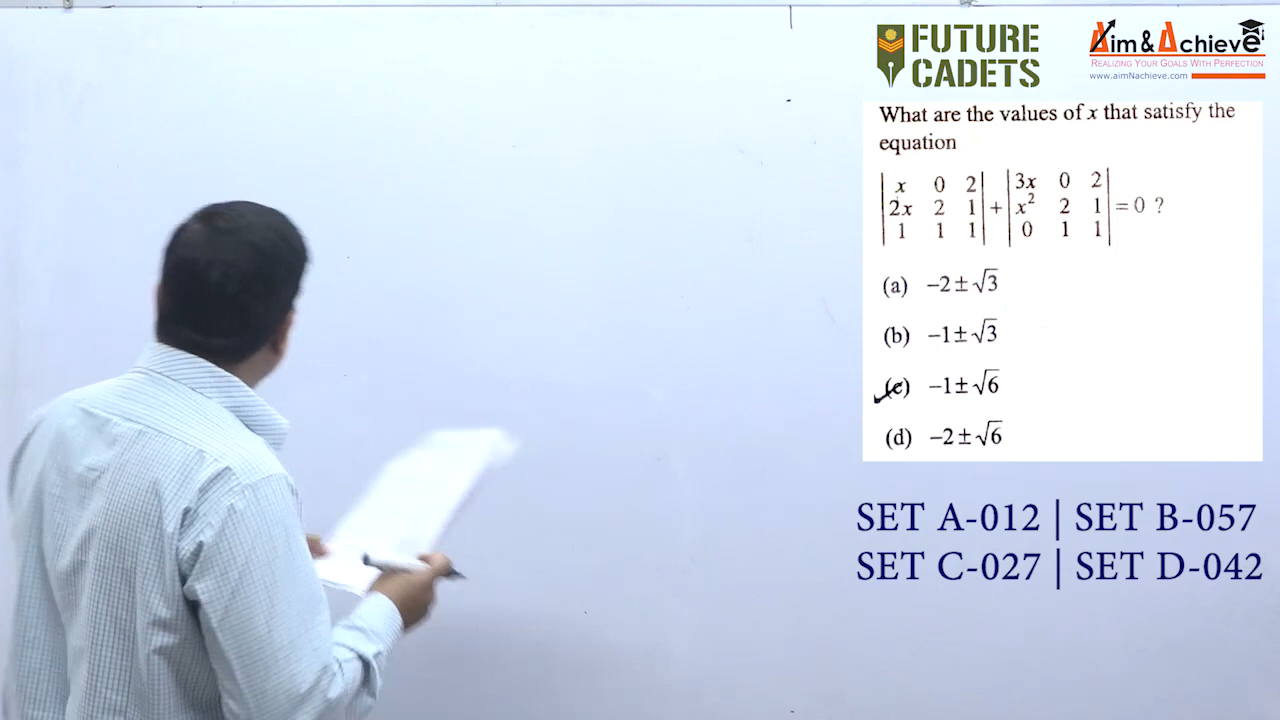 FUTURE
CADETS
Aim & Achieve
REALIZING YOUR GOALS WITH PERFECTION
www.aimNachieve.com
What are the values of x that satisfy the
equation
| x 0 2 | | 3x 0 2 |
| 2x 2 1 | + | x² 2 1 | = 0 ?
| 1 1 1 | | 0 1 1 |
(a) –2 ± √3
(b) –1 ± √3
(c) –1 ± √6
(d) –2 ± √6
SET A-012 | SET B-057
SET C-027 | SET D-042